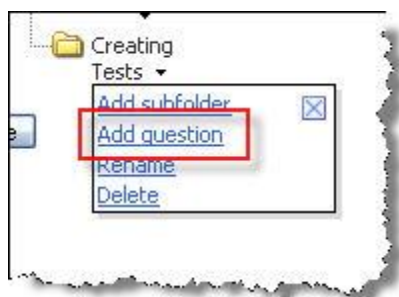 Creating
Tests
Add subfolder
Add question
Rename
Delete